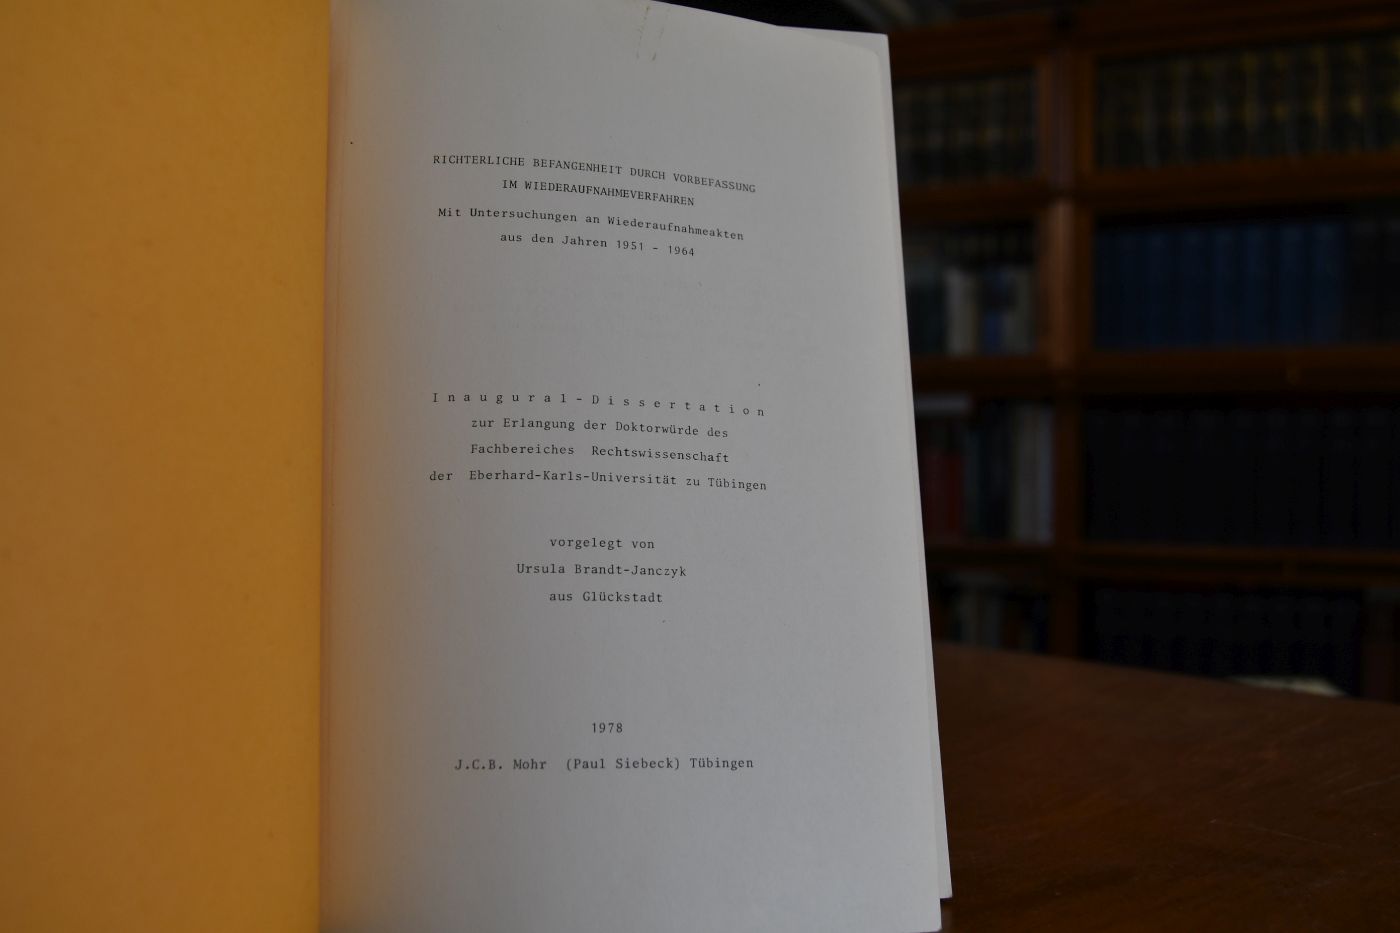 RICHTERLICHE BEFANGENHEIT DURCH VORBEFASSUNG
IM WIEDERAUFNAHMEVERFAHREN
Mit Untersuchungen an Wiederaufnahmeakten
aus den Jahren 1951 - 1964
Inaugural-Dissertation
zur Erlangung der Doktorwürde des
Fachbereiches Rechtswissenschaft
der Eberhard-Karls-Universität zu Tübingen
vorgelegt von
Ursula Brandt-Janczyk
aus Glückstadt
1978
J.C.B. Mohr (Paul Siebeck) Tübingen